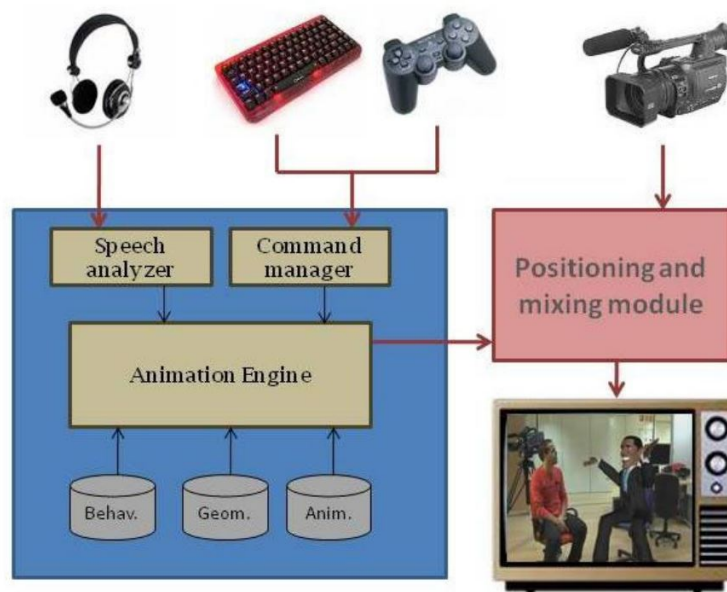 Speech
analyzer
Command
manager
Positioning and
mixing module
Animation Engine
Behav.
Geom.
Anim.